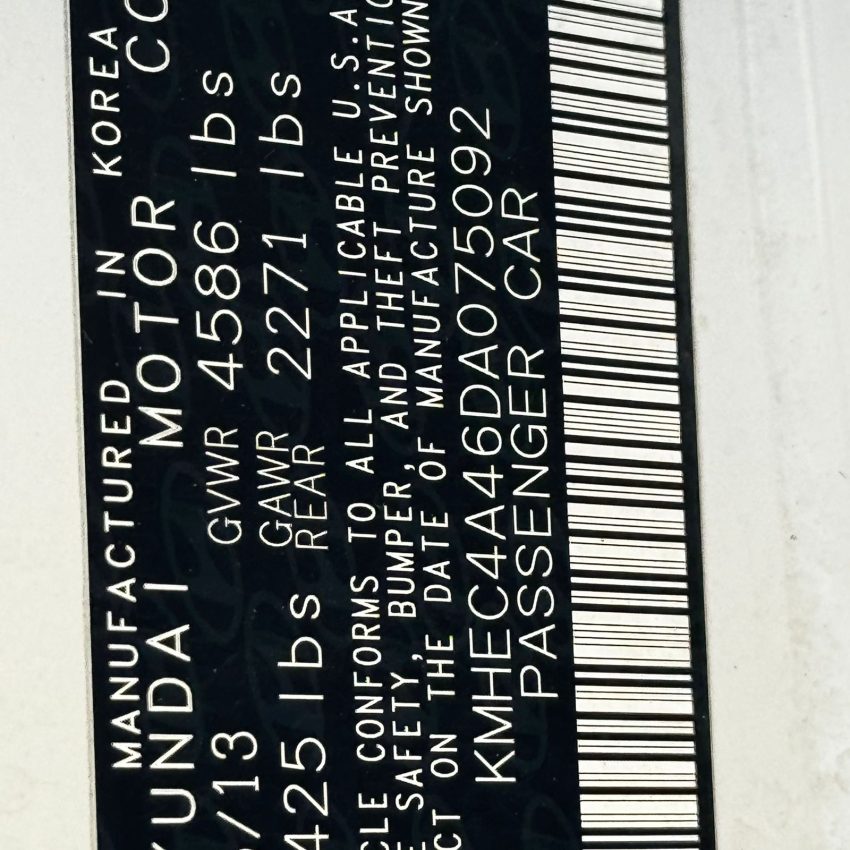 MANUFACTURED IN KOREA
YUNDAI MOTOR CO
/13 GVWR 4586 lbs
425 lbs GAWR REAR 2271 lbs
CLE CONFORMS TO ALL APPLICABLE U.S.A
SAFETY, BUMPER, AND THEFT PREVENTIO
CT ON THE DATE OF MANUFACTURE SHOWN
KMHEC4A46DA075092
PASSENGER CAR